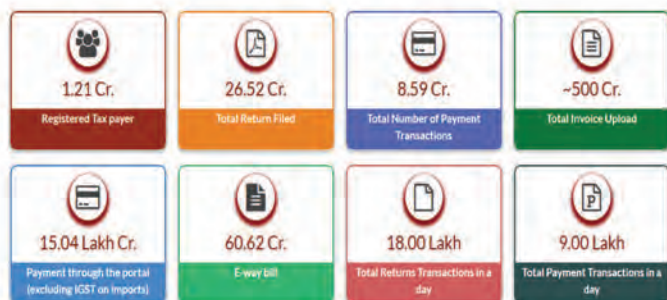 1.21 Cr.
Registered Tax payer
26.52 Cr.
Total Return Filed
8.59 Cr.
Total Number of Payment
Transactions
~500 Cr.
Total Invoice Upload
15.04 Lakh Cr.
Payment through the portal
(excluding IGST on imports)
60.62 Cr.
E-way bill
18.00 Lakh
Total Returns Transactions in a
day
P
9.00 Lakh
Total Payment Transactions in a
day